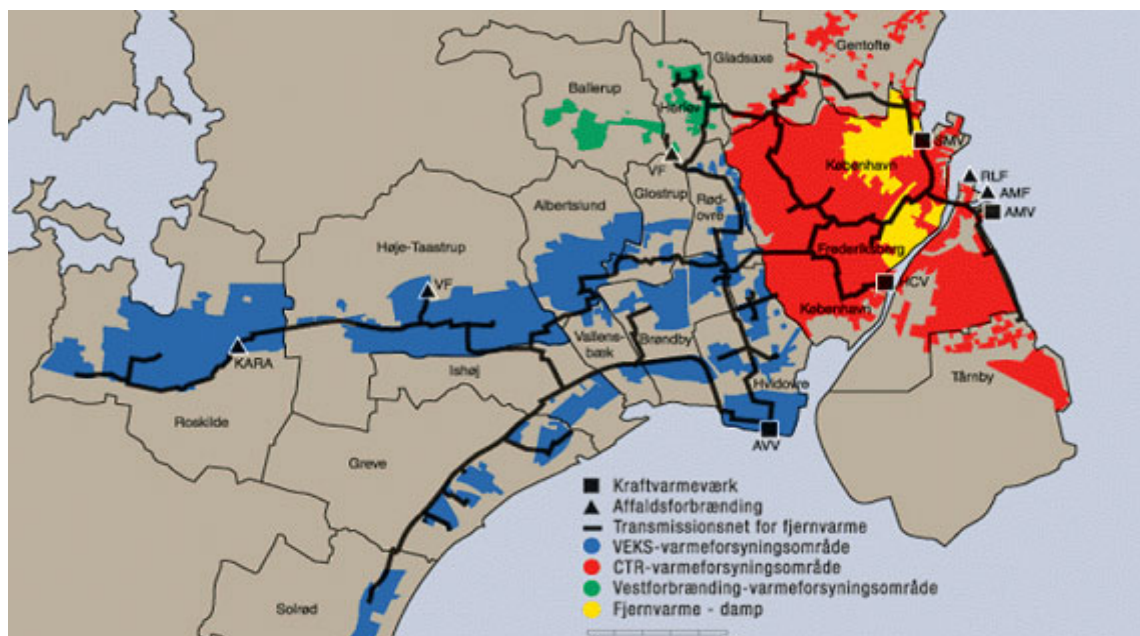 Gentofte
Gladsaxe
Ballerup
Herlev
SMV
København
VF
RLF
Glostrup
AMF
Albertslund
Rød-
ovre
AMV
Høje-Taastrup
Frederiksberg
VF
HCV
København
Vallens-
bæk
Brøndby
KARA
Ishøj
Tårnby
Hvidovre
Roskilde
AVV
Greve
Solrød
Kraftvarmeværk
Affaldsforbrænding
Transmissionsnet for fjernvarme
VEKS-varmeforsyningsområde
CTR-varmeforsyningsområde
Vestforbrænding-varmeforsyningsområde
Fjernvarme - damp